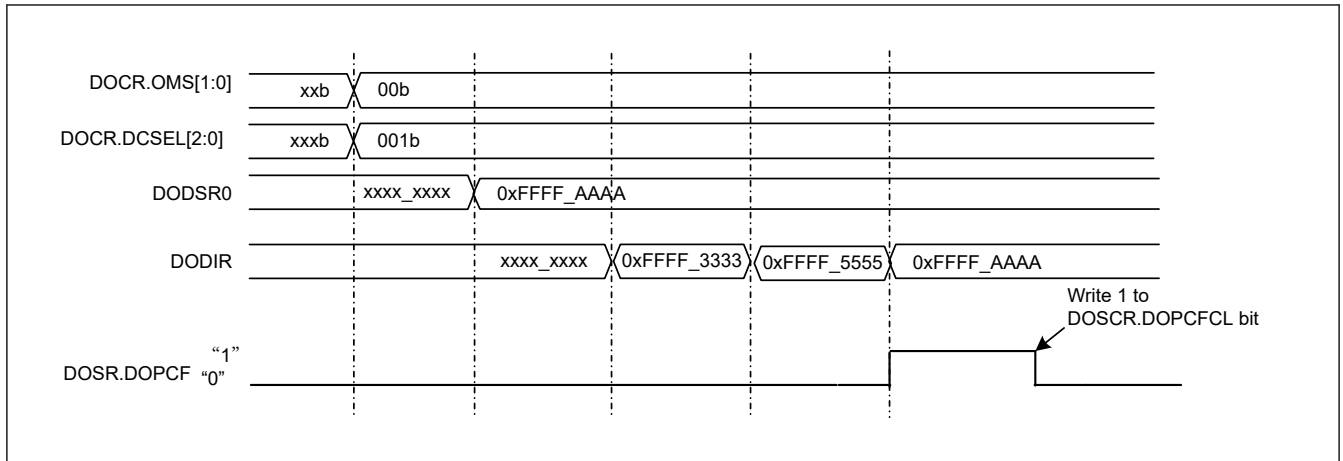 DOCR.OMS[1:0] xxb 00b
DOCR.DCSEL[2:0] xxxb 001b
DODSR0 xxxx_xxxx 0xFFFF_AAAA
DODIR xxxx_xxxx 0xFFFF_3333 0xFFFF_5555 0xFFFF_AAAA
Write 1 to
DOSCR.DOPCFCL bit
“1”
DOSR.DOPCF “0”